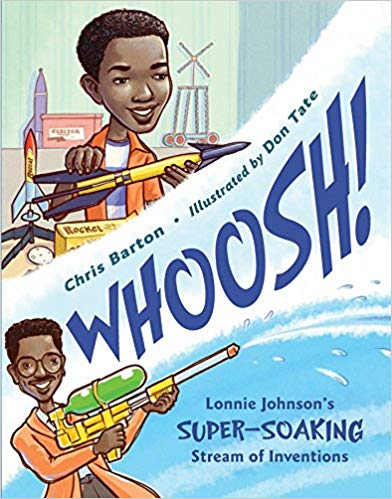 Chris Barton • Illustrated by Don Tate
WHOOSH!
Lonnie Johnson's
SUPER-SOAKING
Stream of Inventions